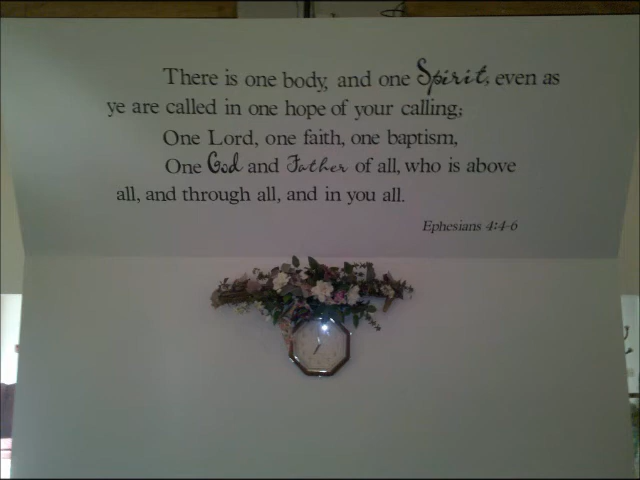 There is one body, and one Spirit, even as
ye are called in one hope of your calling;
One Lord, one faith, one baptism,
One God and Father of all, who is above
all, and through all, and in you all.
Ephesians 4:4-6